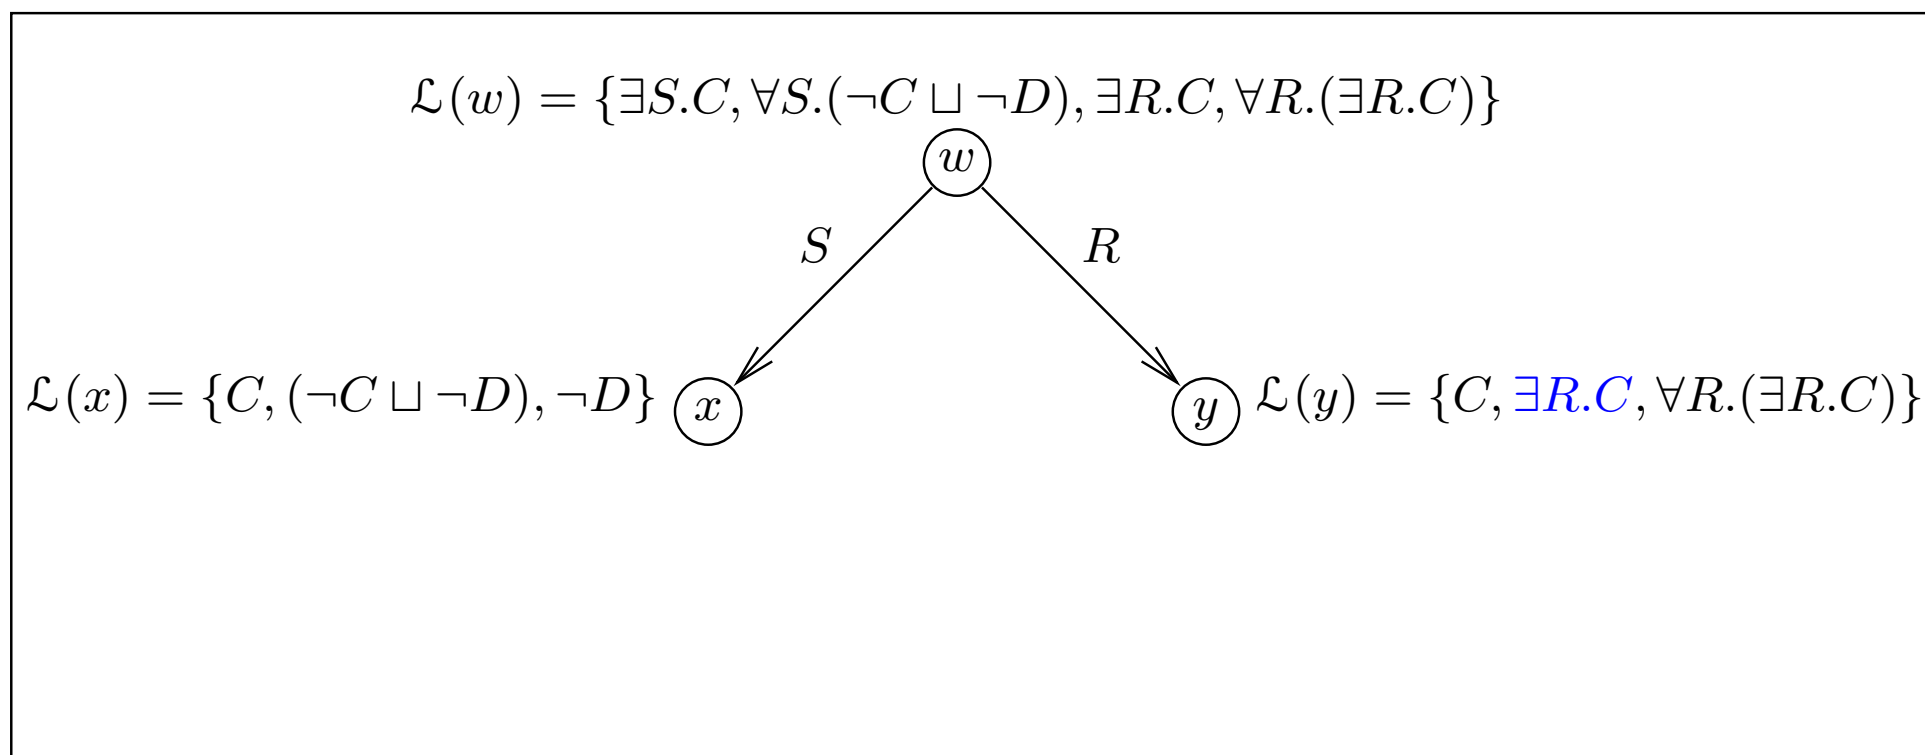 ℒ(w) = {∃S.C, ∀S.(¬C ⊔ ¬D), ∃R.C, ∀R.(∃R.C)}
w
S
R
ℒ(x) = {C, (¬C ⊔ ¬D), ¬D}
x
y
ℒ(y) = {C, ∃R.C, ∀R.(∃R.C)}